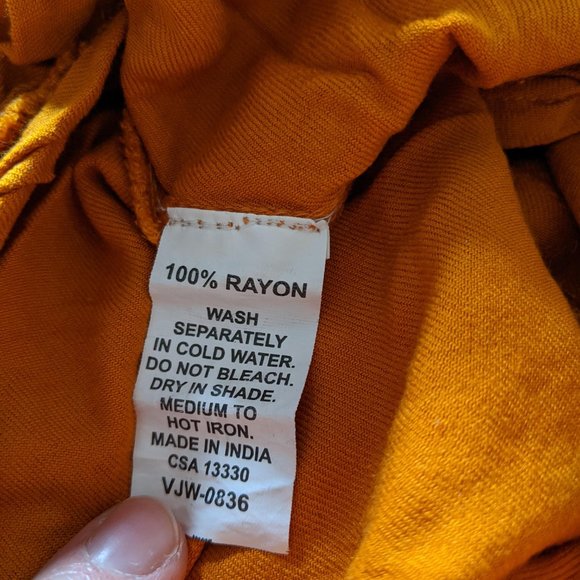 100% RAYON
WASH
SEPARATELY
IN COLD WATER.
DO NOT BLEACH.
DRY IN SHADE.
MEDIUM TO
HOT IRON.
MADE IN INDIA
CSA 13330
VJW-0836